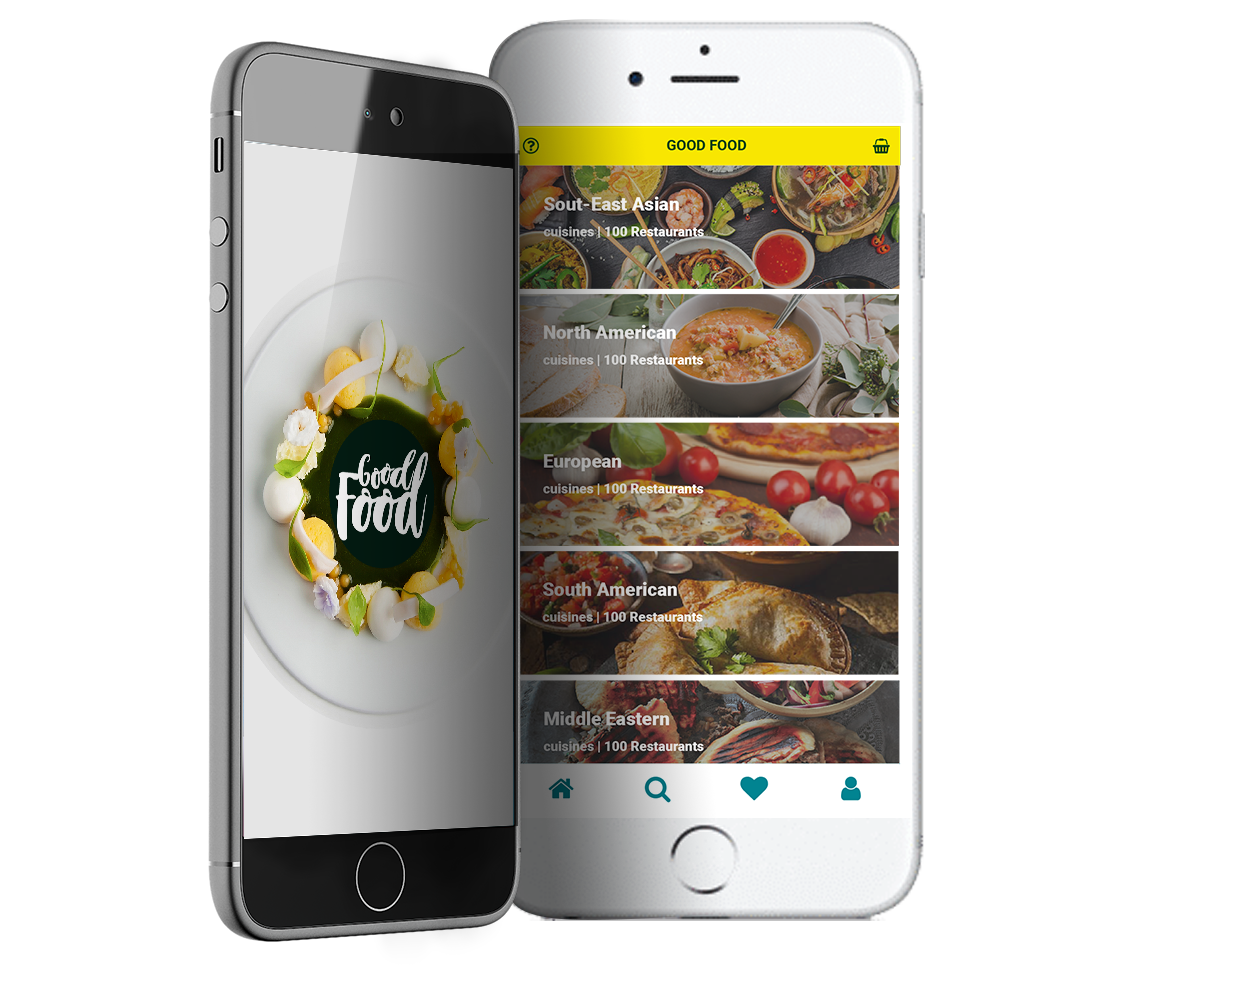 Good
Food
GOOD FOOD
Sout-East Asian
cuisines | 100 Restaurants
North American
cuisines | 100 Restaurants
European
cuisines | 100 Restaurants
South American
cuisines | 100 Restaurants
Middle Eastern
cuisines | 100 Restaurants